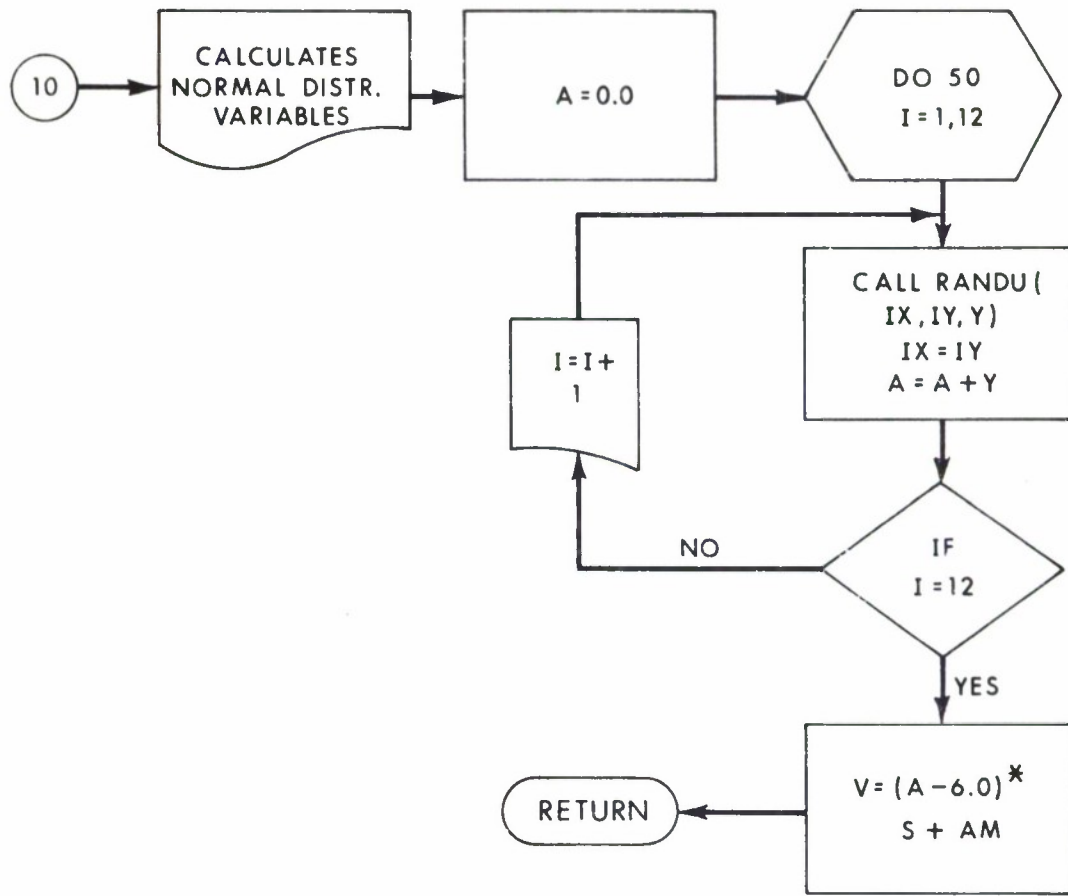 10
CALCULATES
NORMAL DISTR.
VARIABLES
A = 0.0
DO 50
I = 1,12
CALL RANDU(
IX, IY, Y)
IX = IY
A = A + Y
I = I +
1
IF
I = 12
NO
YES
V = (A - 6.0) *
S + AM
RETURN